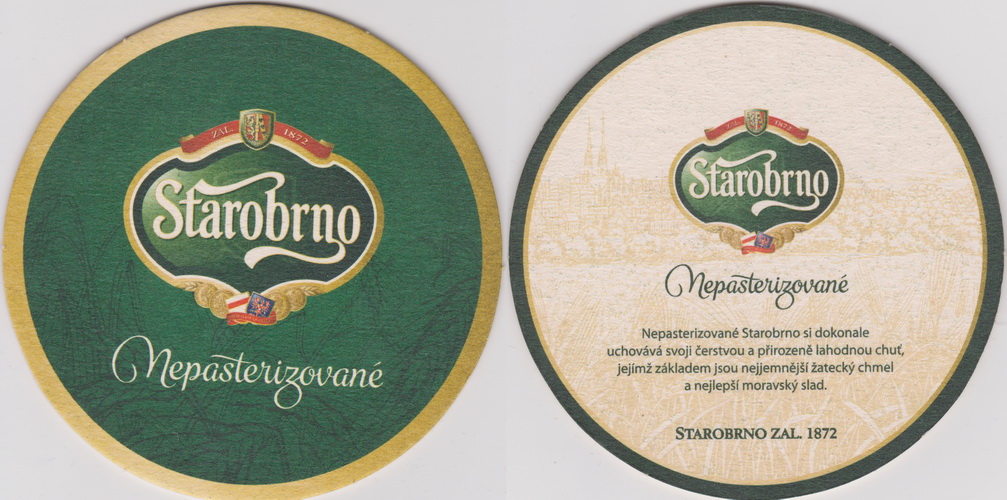 ZAL. 1872
Starobrno
Nepasterizované
ZAL. 1872
Starobrno
Nepasterizované
Nepasterizované Starobrno si dokonale
uchovává svoji čerstvou a přirozeně lahodnou chuť,
jejímž základem jsou nejjemnější žatecký chmel
a nejlepší moravský slad.
STAROBRNO ZAL. 1872